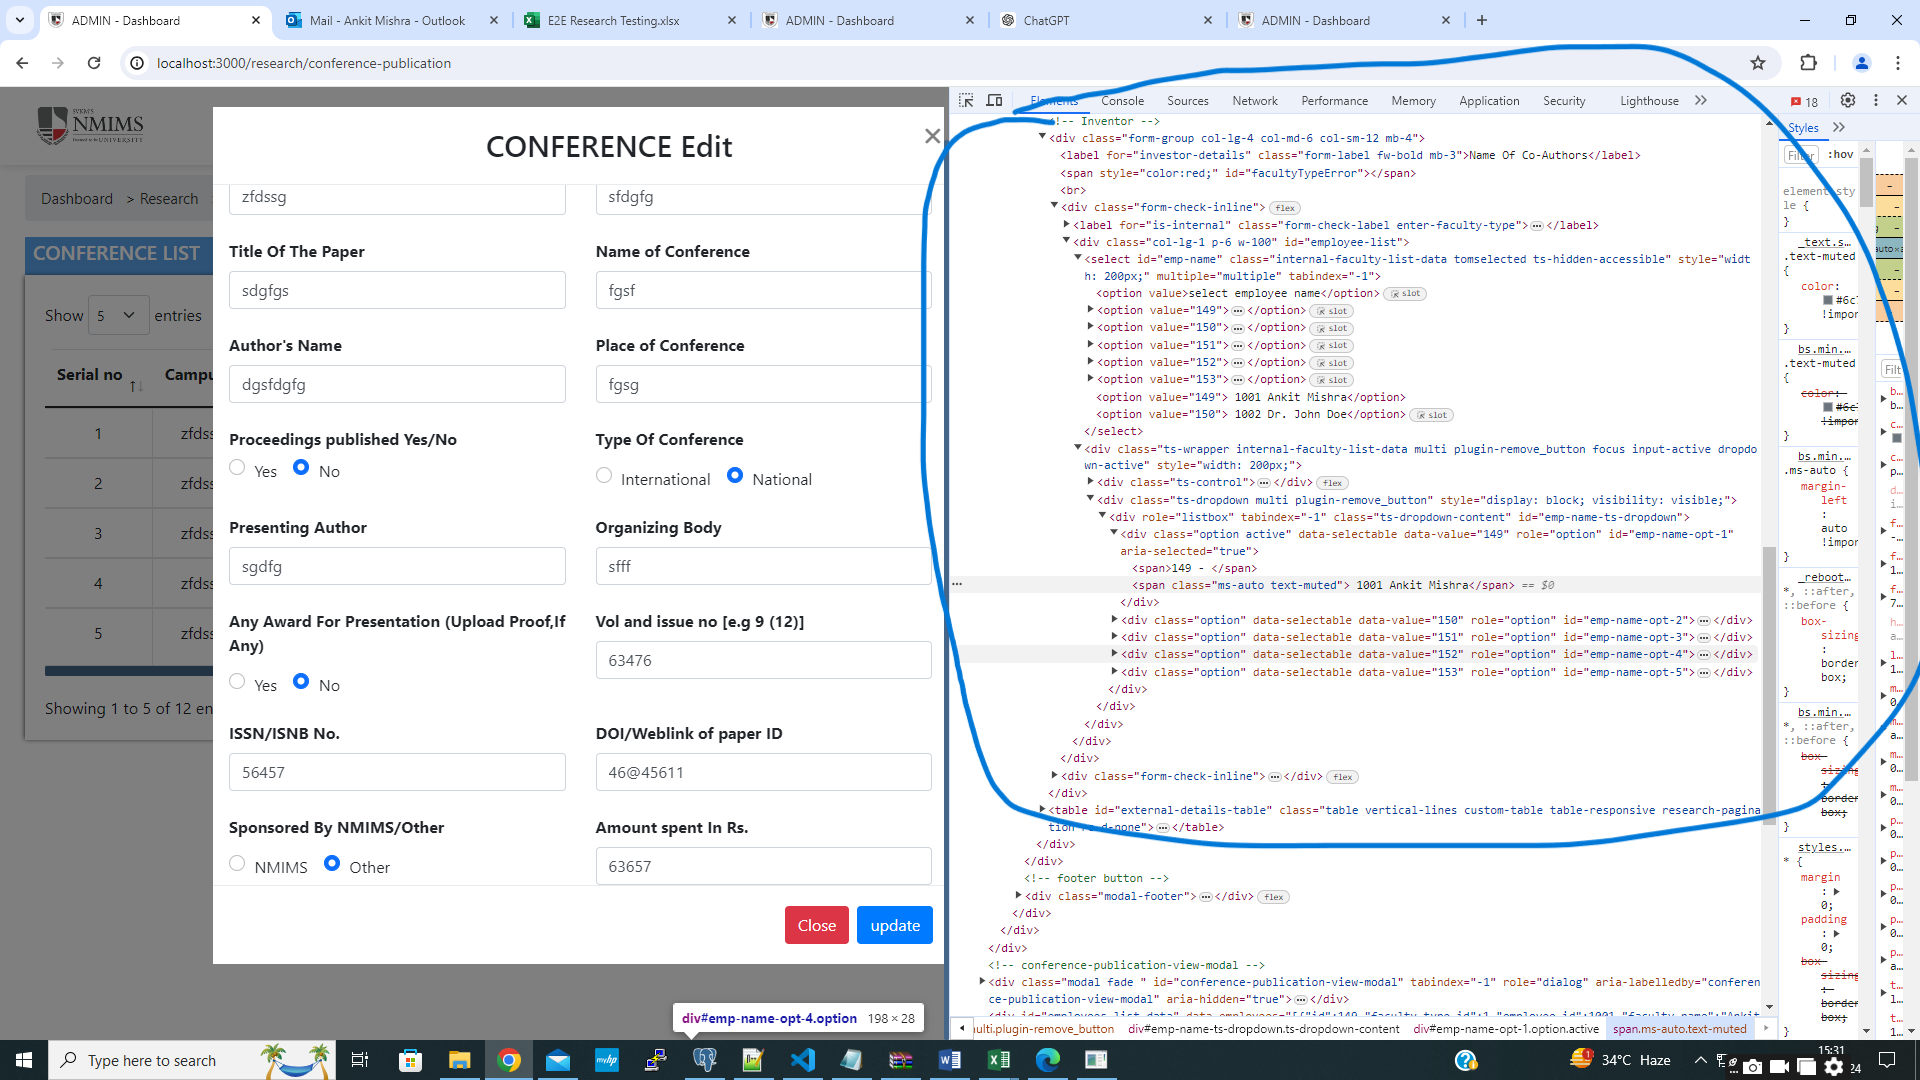 ADMIN - Dashboard
Mail - Ankit Mishra - Outlook
E2E Research Testing.xlsx
ADMIN - Dashboard
ChatGPT
ADMIN - Dashboard
localhost:3000/research/conference-publication
SVKM'S
NMIMS
UNIVERSITY
Dashboard > Research
CONFERENCE LIST
Show 5 entries
Serial no
Campu
1 zfdss
2 zfdss
3 zfdss
4 zfdss
5 zfdss
Showing 1 to 5 of 12 en
CONFERENCE Edit
zfdssg
sfdgfg
Title Of The Paper
Name of Conference
sdgfgs
fgsf
Author's Name
Place of Conference
dgsfdgfg
fgsg
Proceedings published Yes/No
Type Of Conference
Yes No
International National
Presenting Author
Organizing Body
sgdfg
sfff
Any Award For Presentation (Upload Proof,If
Any)
Vol and issue no [e.g 9 (12)]
63476
Yes No
ISSN/ISNB No.
DOI/Weblink of paper ID
56457
46@45611
Sponsored By NMIMS/Other
Amount spent In Rs.
NMIMS Other
63657
Close
update
div#emp-name-opt-4.option 198 × 28
Elements Console Sources Network Performance Memory Application Security Lighthouse
18
<!-- Inventor -->
<div class="form-group col-lg-4 col-md-6 col-sm-12 mb-4">
<label for="investor-details" class="form-label fw-bold mb-3">Name Of Co-Authors</label>
<span style="color:red;" id="facultyTypeError"></span>
<br>
<div class="form-check-inline"> flex
<label for="is-internal" class="form-check-label enter-faculty-type">…</label>
<div class="col-lg-1 p-6 w-100" id="employee-list">
<select id="emp-name" class="internal-faculty-list-data tomselected ts-hidden-accessible" style="widt
h: 200px;" multiple="multiple" tabindex="-1">
<option value>select employee name</option> slot
<option value="149">…</option> slot
<option value="150">…</option> slot
<option value="151">…</option> slot
<option value="152">…</option> slot
<option value="153">…</option> slot
<option value="149"> 1001 Ankit Mishra</option>
<option value="150"> 1002 Dr. John Doe</option> slot
</select>
<div class="ts-wrapper internal-faculty-list-data multi plugin-remove_button focus input-active dropdo
wn-active" style="width: 200px;">
<div class="ts-control">…</div> flex
<div class="ts-dropdown multi plugin-remove_button" style="display: block; visibility: visible;">
<div role="listbox" tabindex="-1" class="ts-dropdown-content" id="emp-name-ts-dropdown">
<div class="option active" data-selectable data-value="149" role="option" id="emp-name-opt-1"
aria-selected="true">
<span>149 - </span>
<span class="ms-auto text-muted"> 1001 Ankit Mishra</span> == $0
</div>
<div class="option" data-selectable data-value="150" role="option" id="emp-name-opt-2">…</div>
<div class="option" data-selectable data-value="151" role="option" id="emp-name-opt-3">…</div>
<div class="option" data-selectable data-value="152" role="option" id="emp-name-opt-4">…</div>
<div class="option" data-selectable data-value="153" role="option" id="emp-name-opt-5">…</div>
</div>
</div>
</div>
</div>
</div>
<div class="form-check-inline">…</div> flex
</div>
<table id="external-details-table" class="table vertical-lines custom-table table-responsive research-pagina
tion d-none">…</table>
</div>
</div>
<!-- footer button -->
<div class="modal-footer">…</div> flex
</div>
</div>
</div>
<!-- conference-publication-view-modal -->
<div class="modal fade " id="conference-publication-view-modal" tabindex="-1" role="dialog" aria-labelledby="conferen
ce-publication-view-modal" aria-hidden="true">…</div>
nulti.plugin-remove_button div#emp-name-ts-dropdown.ts-dropdown-content div#emp-name-opt-1.option.active span.ms-auto.text-muted
Styles
Filter :hov
element.sty
le {
}
_text.s…
.text-muted
{
color:
#6c7
!impor
}
bs.min.…
.text-muted
{
color:
#6c7
!impor
}
bs.min.…
.ms-auto {
margin-
left
:
auto
!impor
}
_reboot…
*, ::after,
::before {
box-
sizing
:
border
box;
}
bs.min.…
*, ::after,
::before {
box-
sizing
:
border
box;
}
styles.…
* {
margin
:
0;
padding
:
0;
box-
sizing
:
border
box;
}
Type here to search
34°C Haze
15:31